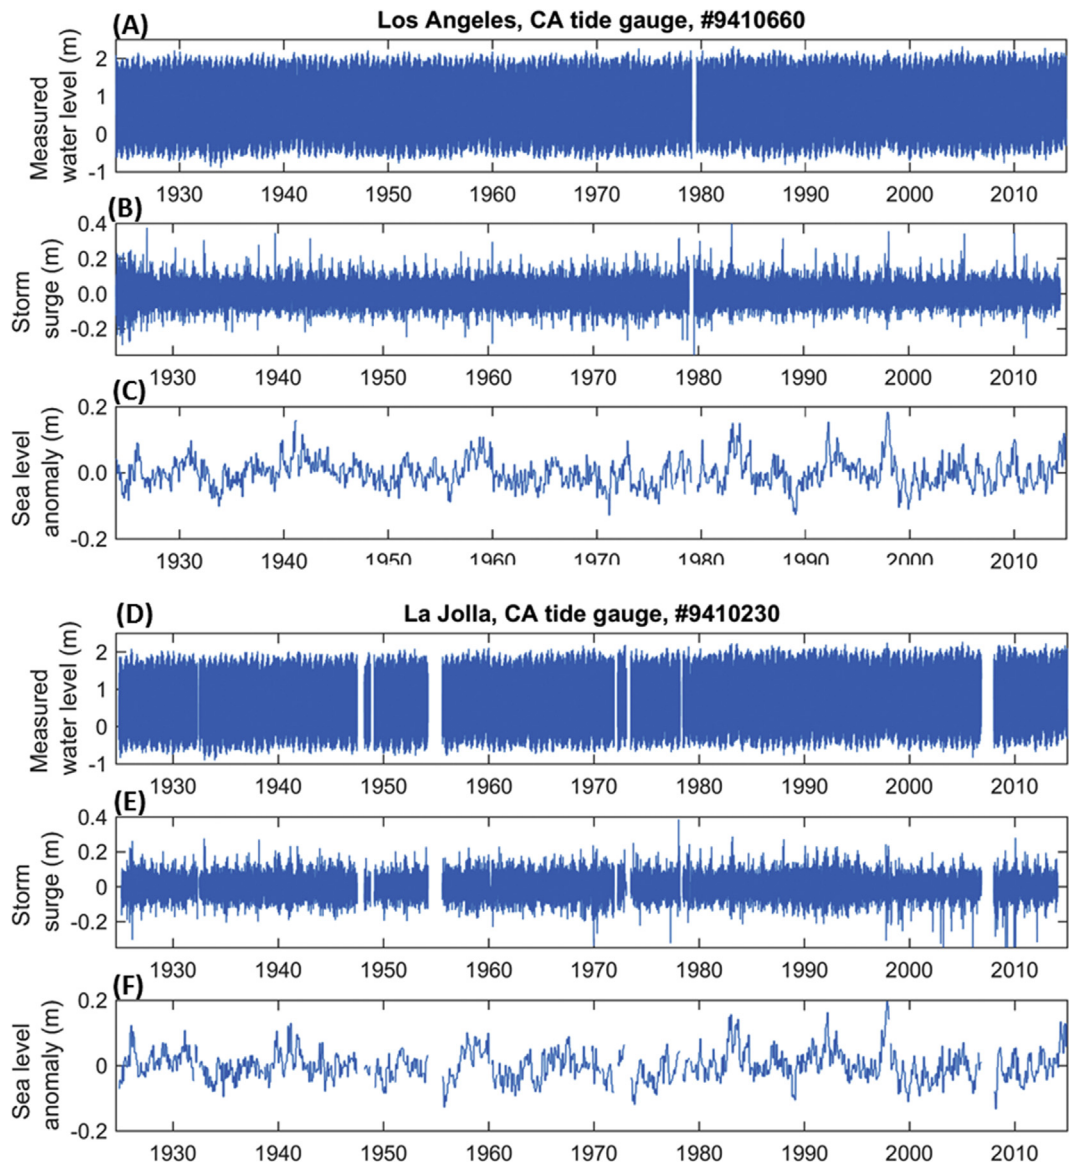 (A)
Los Angeles, CA tide gauge, #9410660
Measured
water level (m)
2
1
0
-1
1930 1940 1950 1960 1970 1980 1990 2000 2010
(B)
Storm
surge (m)
0.4
0.2
0.0
-0.2
1930 1940 1950 1960 1970 1980 1990 2000 2010
(C)
Sea level
anomaly (m)
0.2
0.0
-0.2
1930 1940 1950 1960 1970 1980 1990 2000 2010
(D)
La Jolla, CA tide gauge, #9410230
Measured
water level (m)
2
1
0
-1
1930 1940 1950 1960 1970 1980 1990 2000 2010
(E)
Storm
surge (m)
0.4
0.2
0
-0.2
1930 1940 1950 1960 1970 1980 1990 2000 2010
(F)
Sea level
anomaly (m)
0.2
0
-0.2
1930 1940 1950 1960 1970 1980 1990 2000 2010